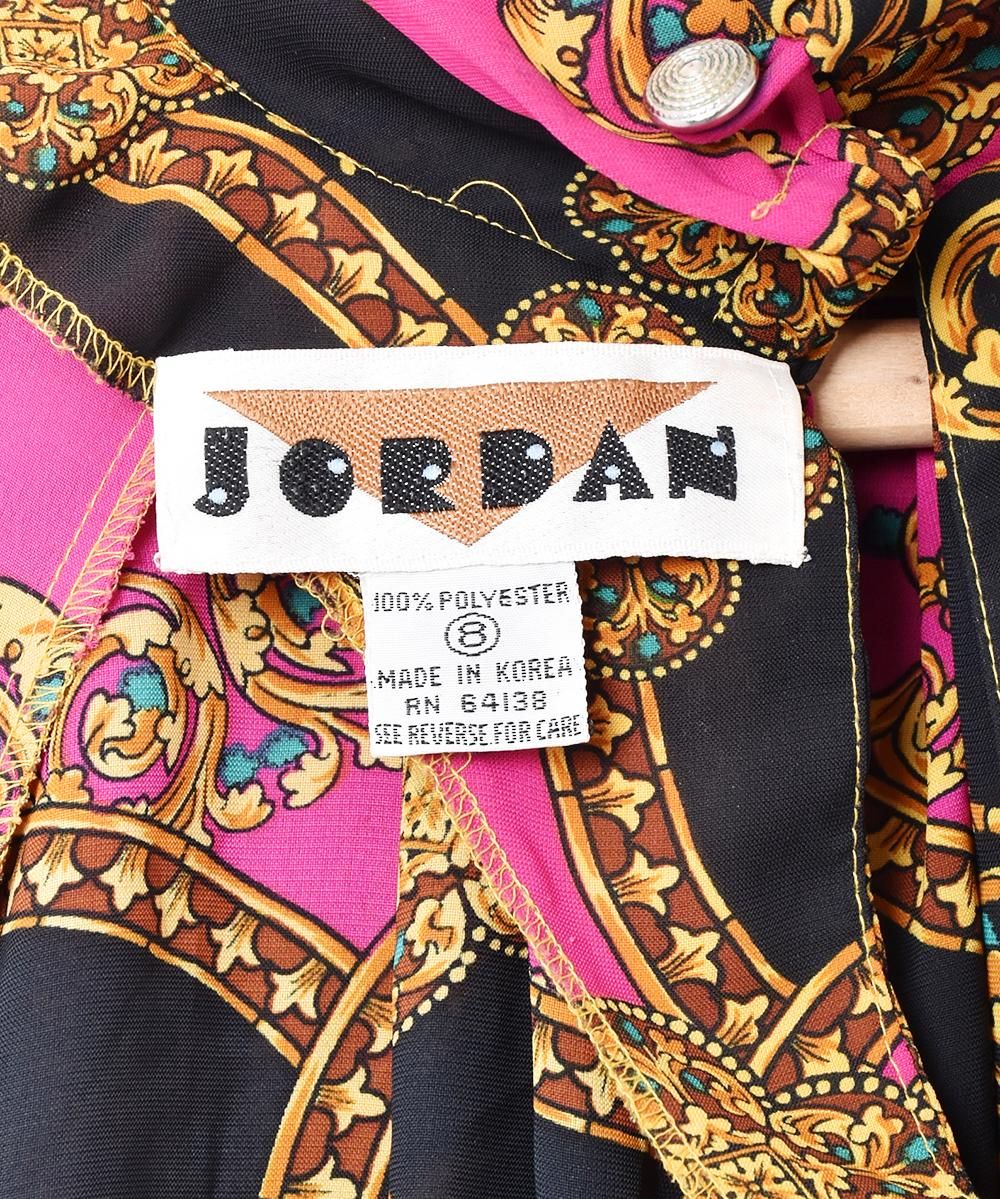 JORDAN
100% POLYESTER
8
MADE IN KOREA
RN 64138
SEE REVERSE FOR CARE